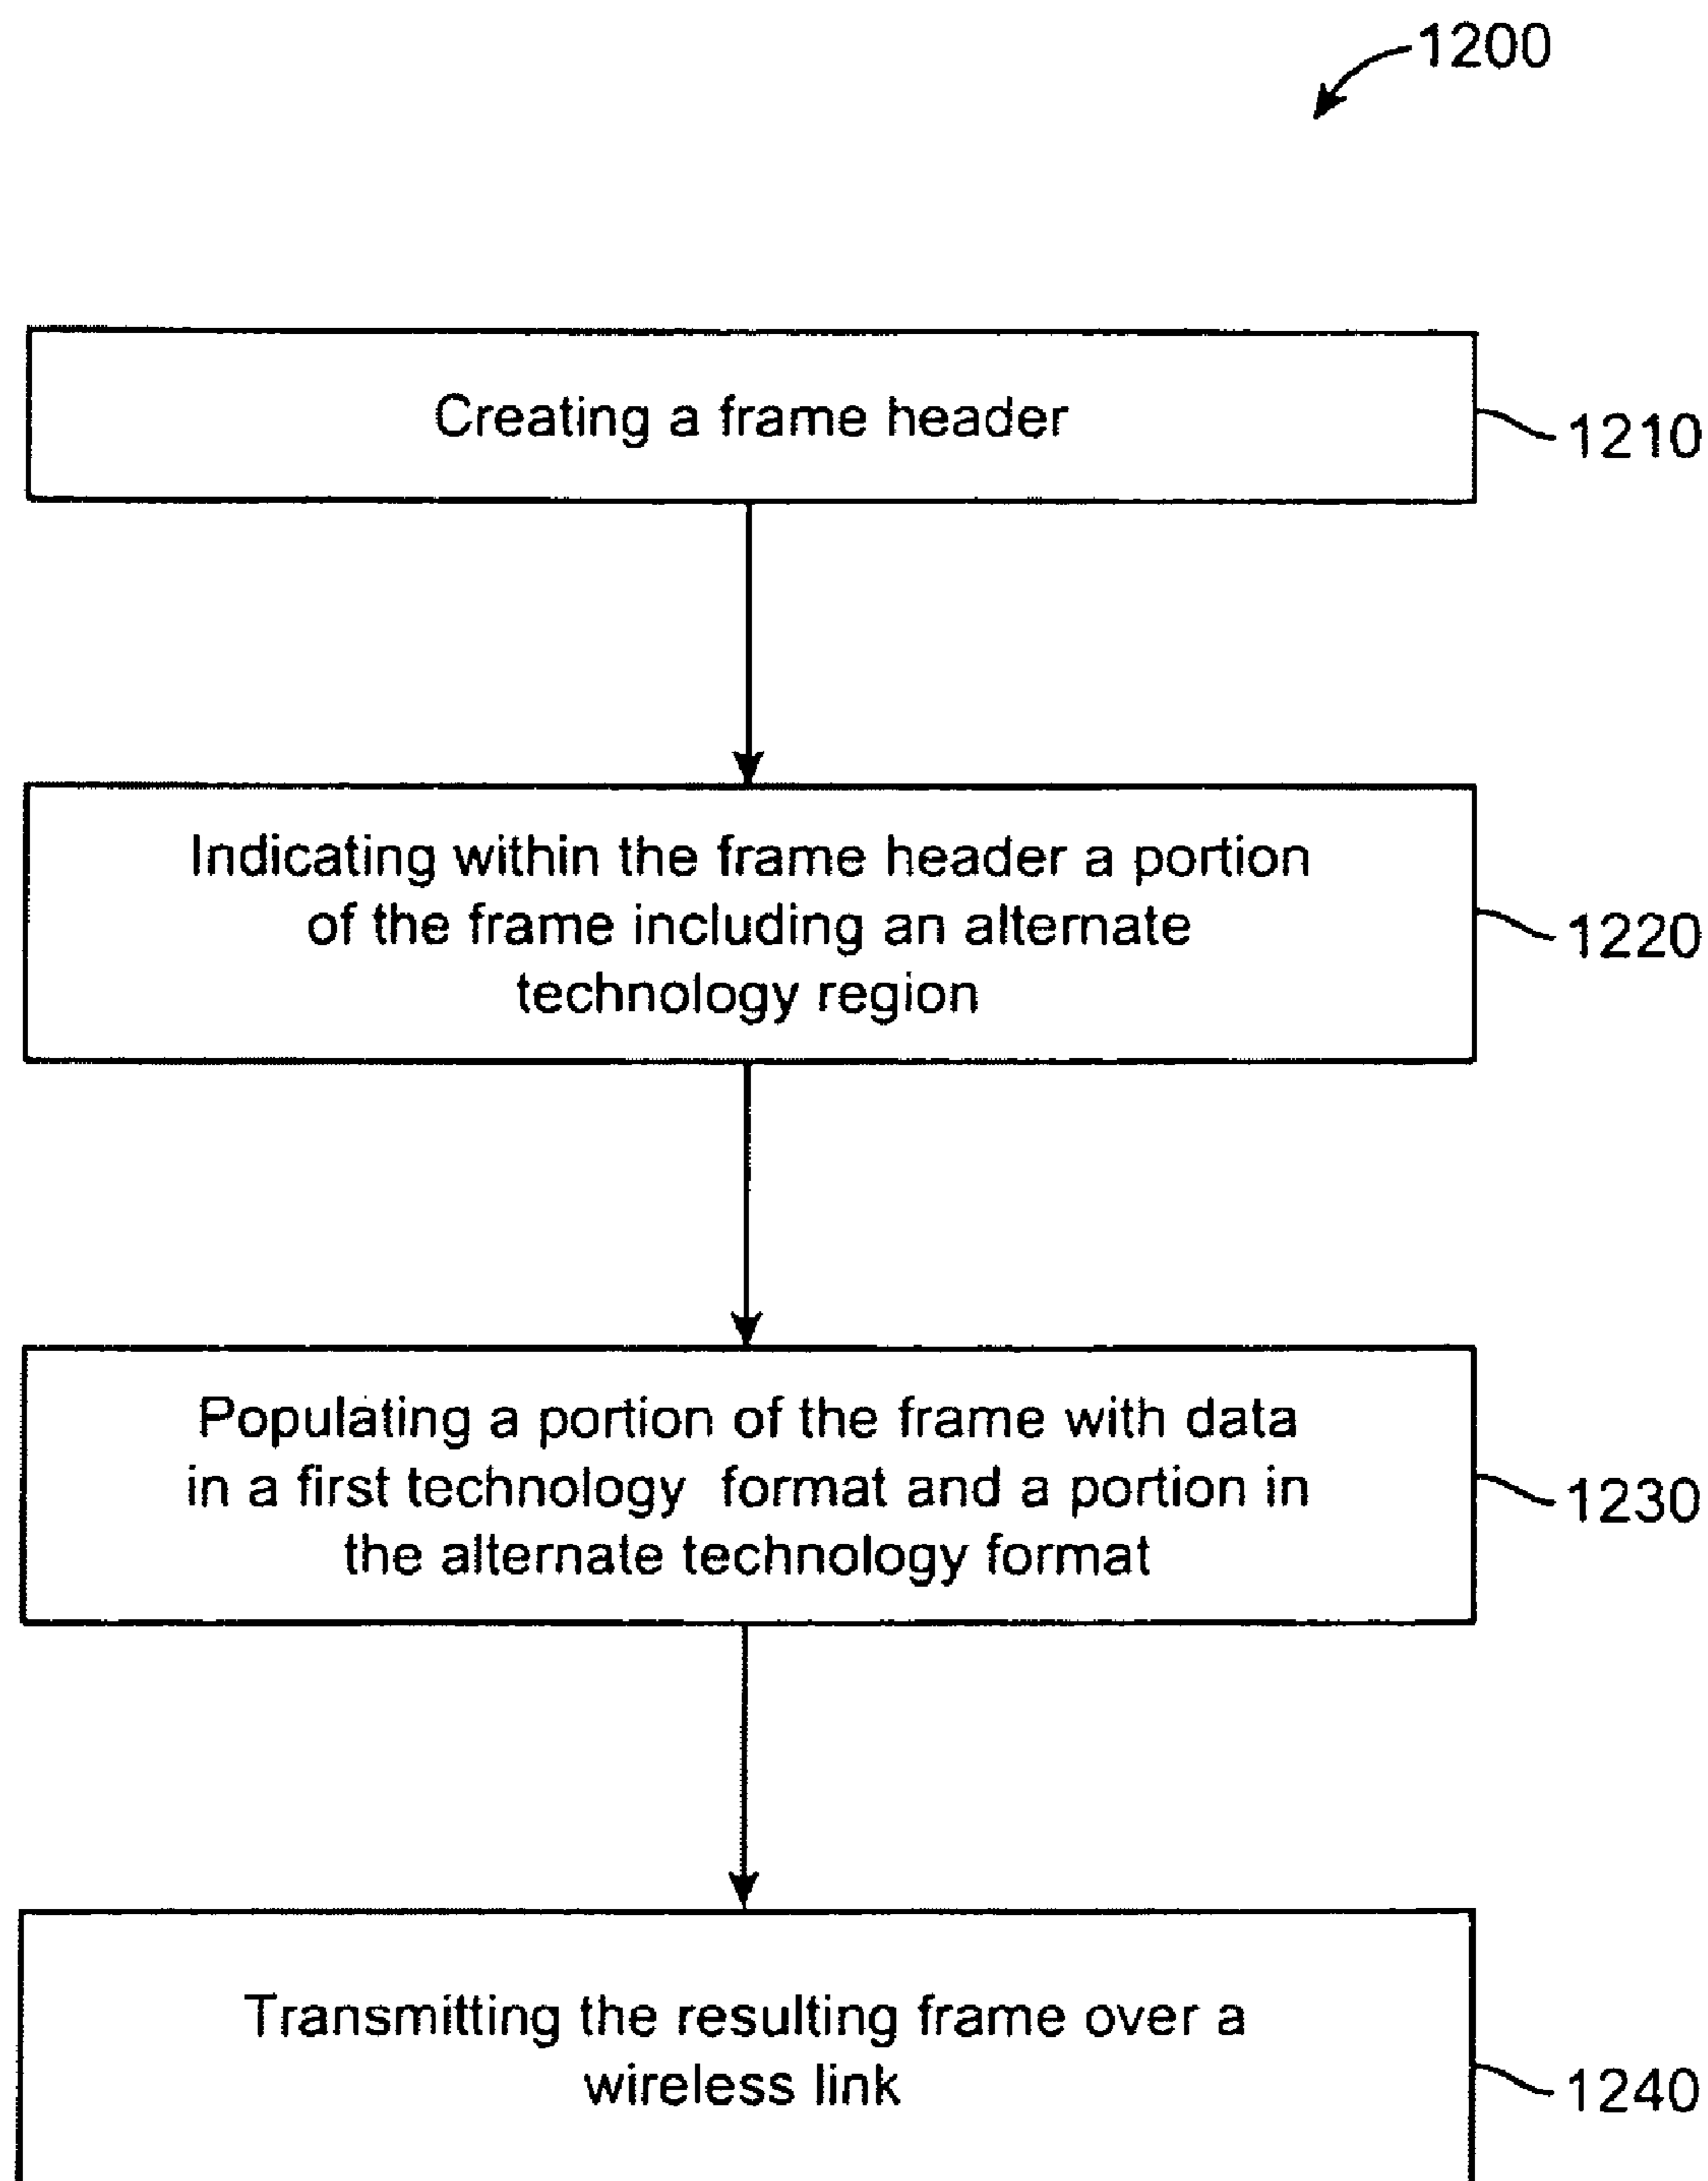 1200
Creating a frame header
1210
Indicating within the frame header a portion
of the frame including an alternate
technology region
1220
Populating a portion of the frame with data
in a first technology format and a portion in
the alternate technology format
1230
Transmitting the resulting frame over a
wireless link
1240